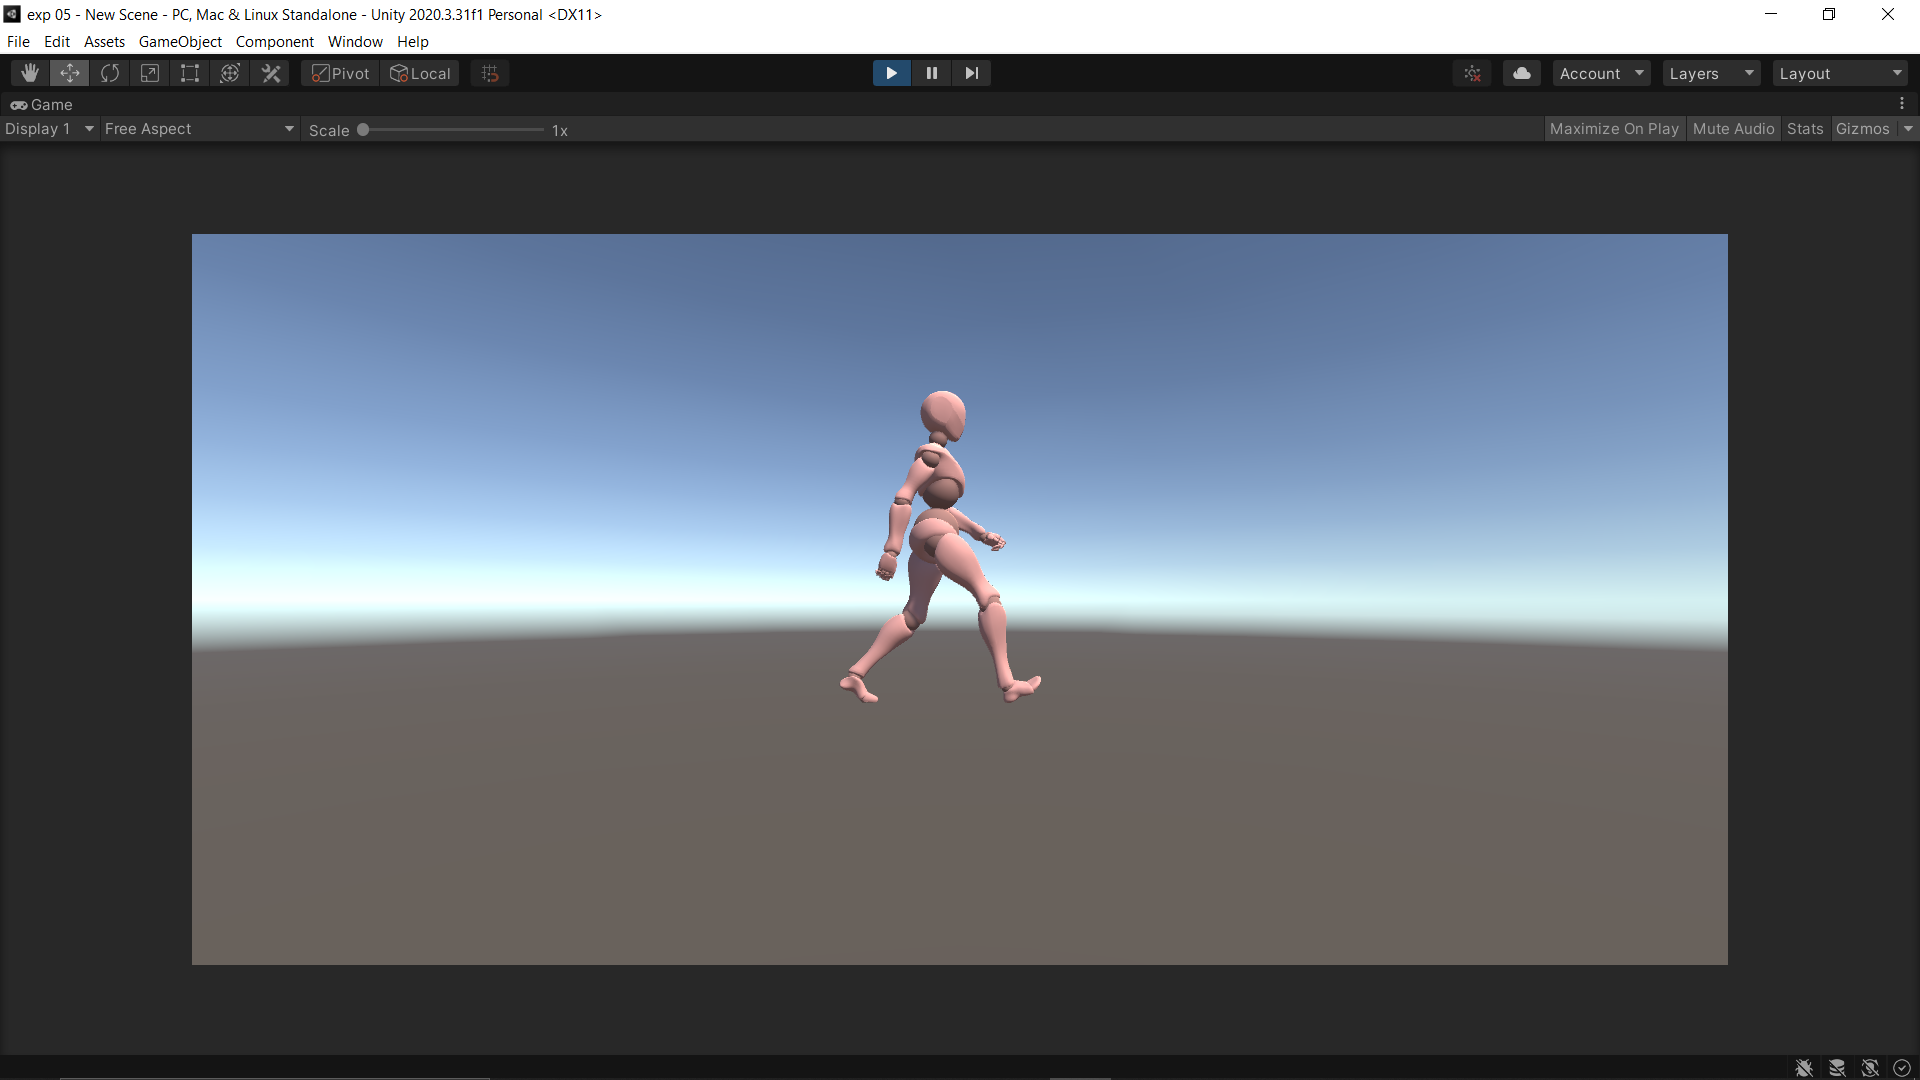 exp 05 - New Scene - PC, Mac & Linux Standalone - Unity 2020.3.31f1 Personal <DX11>
File Edit Assets GameObject Component Window Help
Pivot Local Account Layers Layout
Game
Display 1 Free Aspect Scale 1x Maximize On Play Mute Audio Stats Gizmos